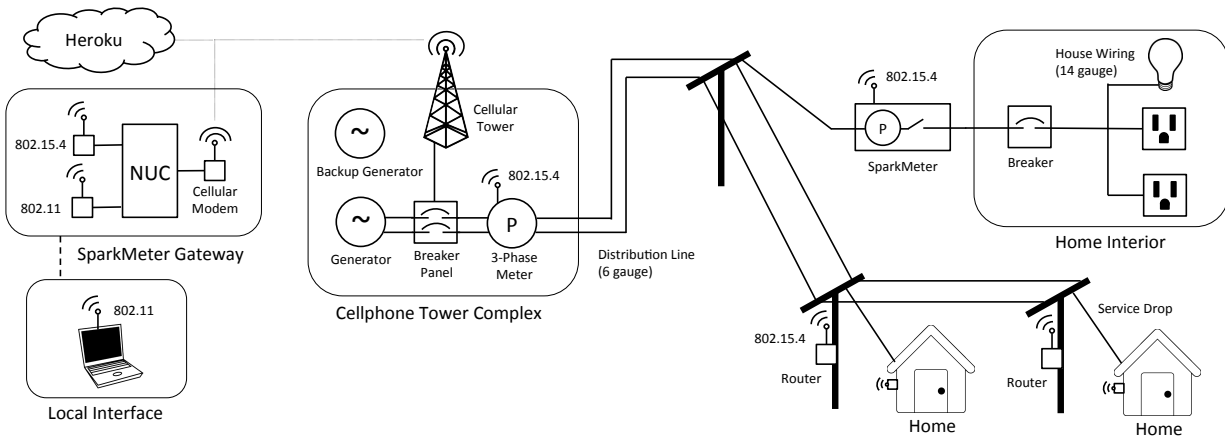 Heroku
802.15.4
802.11
NUC
Cellular
Modem
SparkMeter Gateway
802.11
Local Interface
Cellular
Tower
~
Backup Generator
802.15.4
~
P
Generator
Breaker
Panel
3-Phase
Meter
Cellphone Tower Complex
Distribution Line
(6 gauge)
802.15.4
P
SparkMeter
House Wiring
(14 gauge)
Breaker
Home Interior
802.15.4
Router
Home
Service Drop
Router
Home